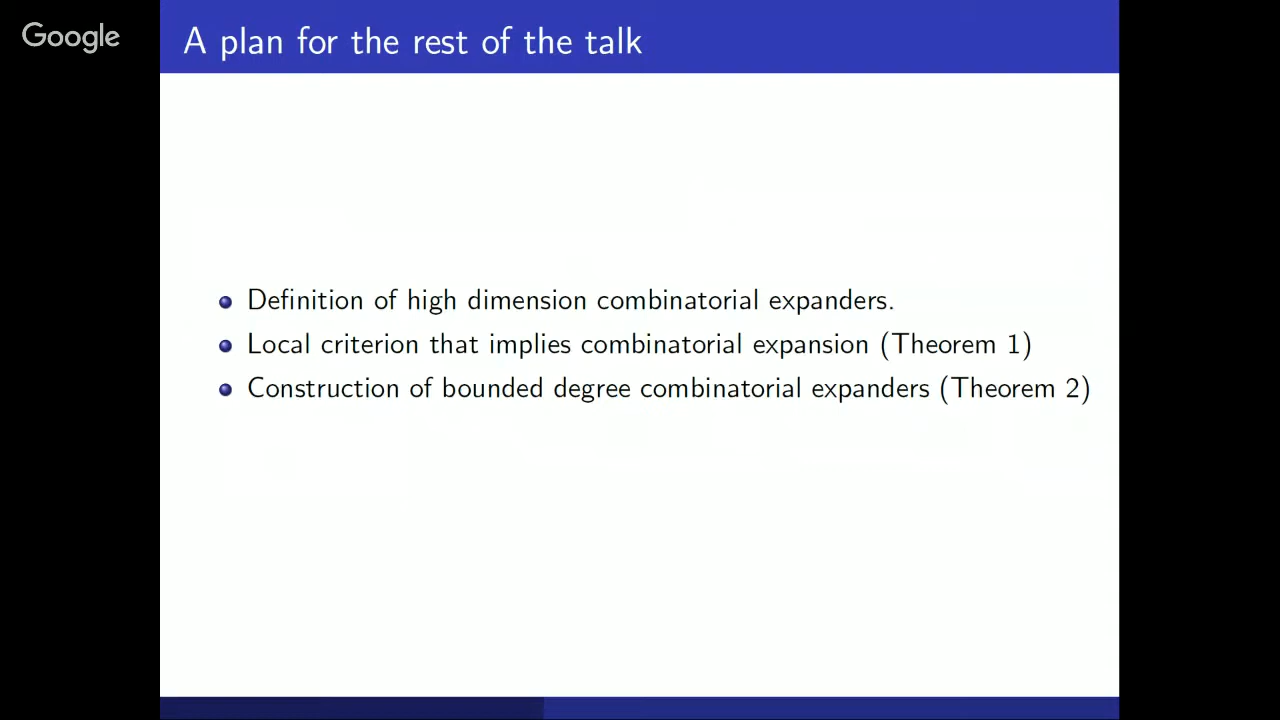 Google
A plan for the rest of the talk
Definition of high dimension combinatorial expanders.
Local criterion that implies combinatorial expansion (Theorem 1)
Construction of bounded degree combinatorial expanders (Theorem 2)